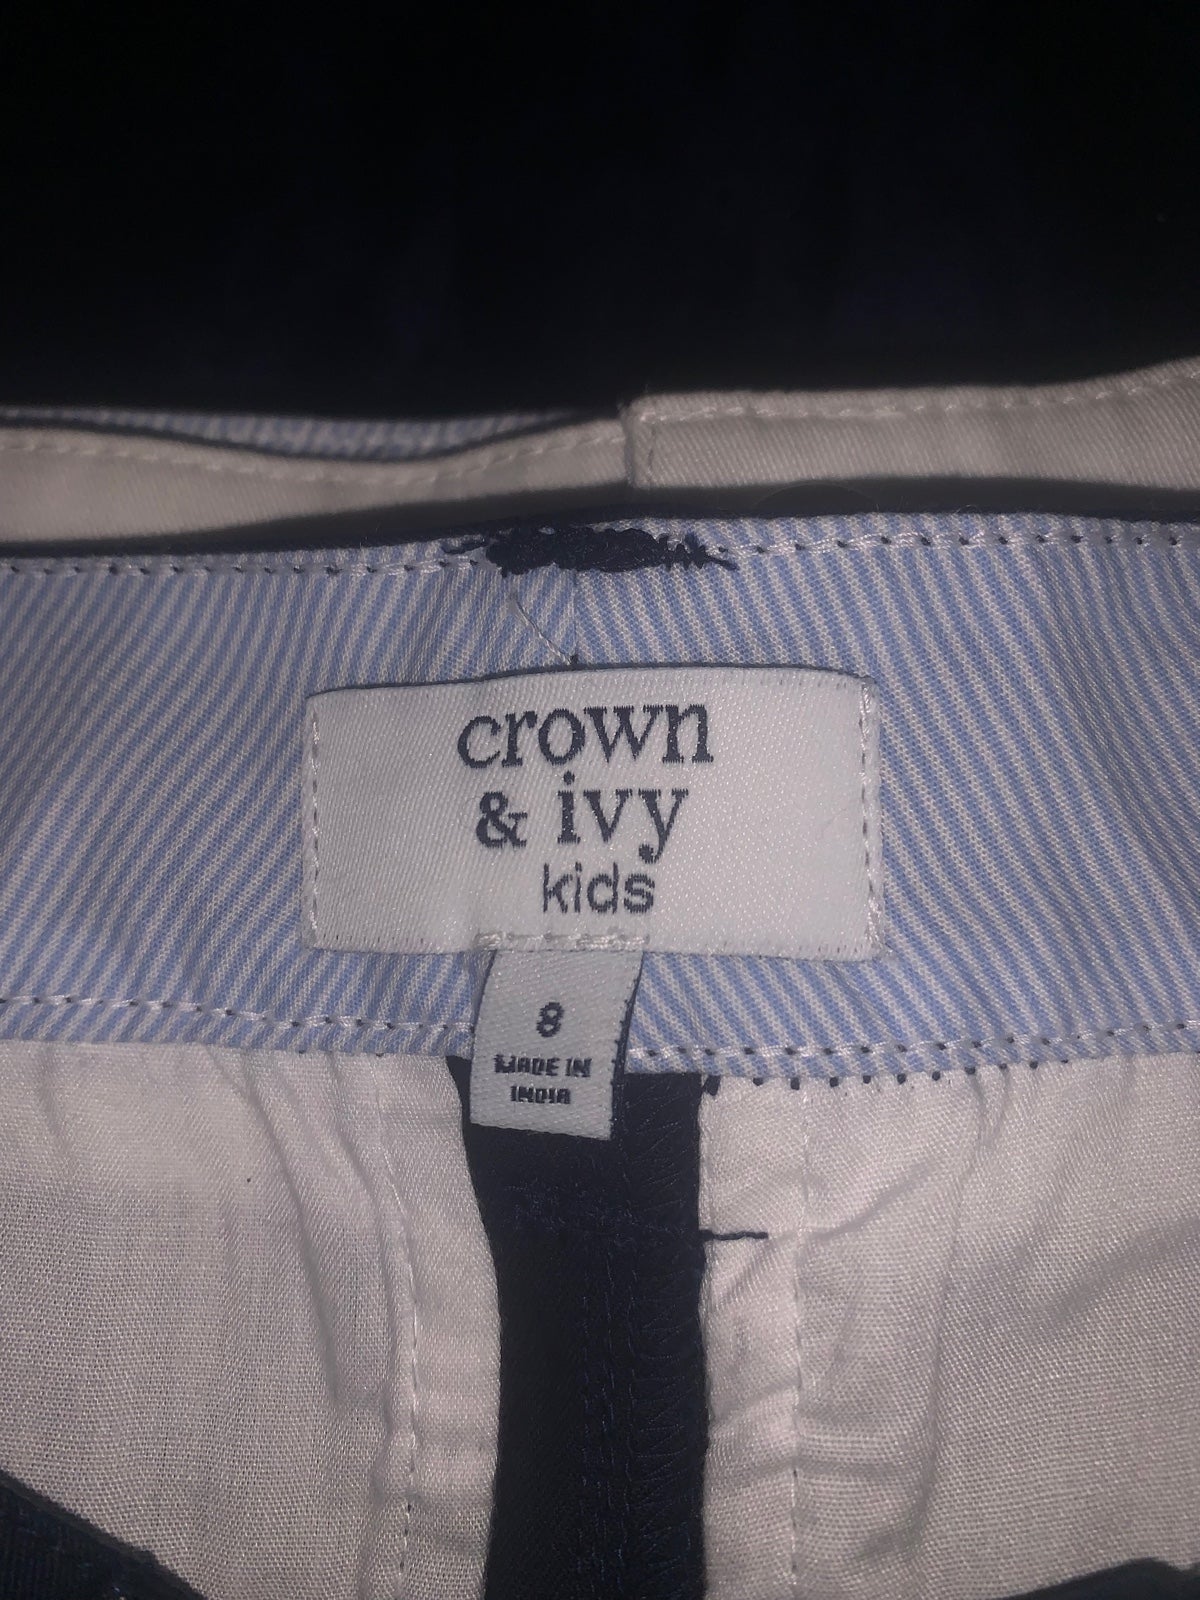 crown
& ivy
kids
8
MADE IN
INDIA